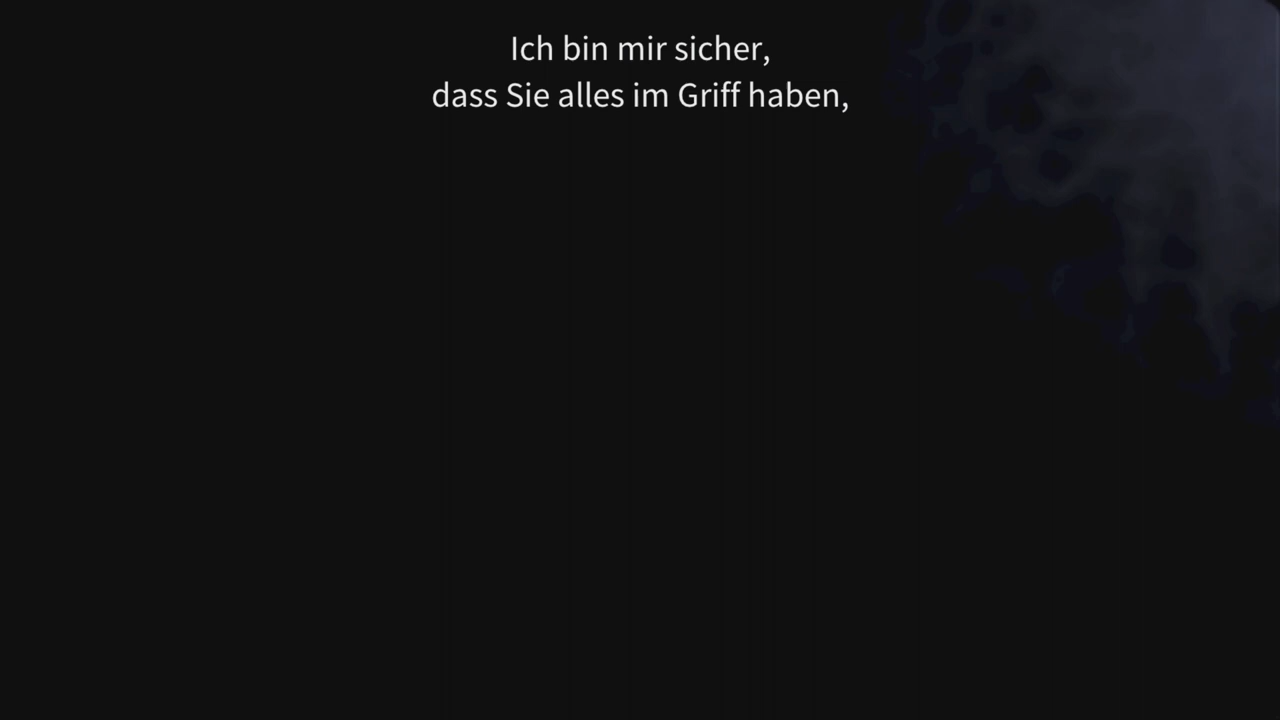 Ich bin mir sicher,
dass Sie alles im Griff haben,